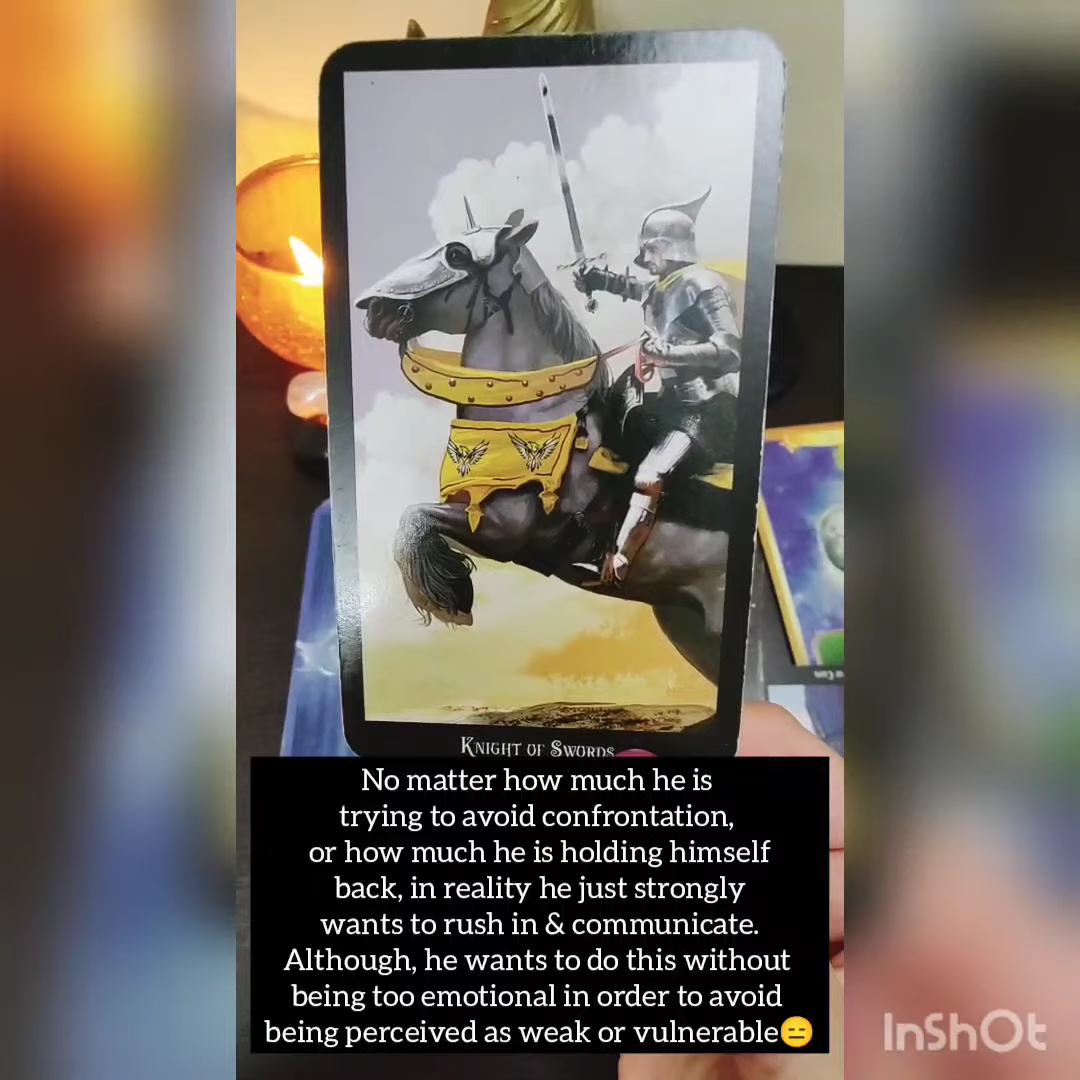 Knight of Swords
No matter how much he is
trying to avoid confrontation,
or how much he is holding himself
back, in reality he just strongly
wants to rush in & communicate.
Although, he wants to do this without
being too emotional in order to avoid
being perceived as weak or vulnerable😑
InShOt